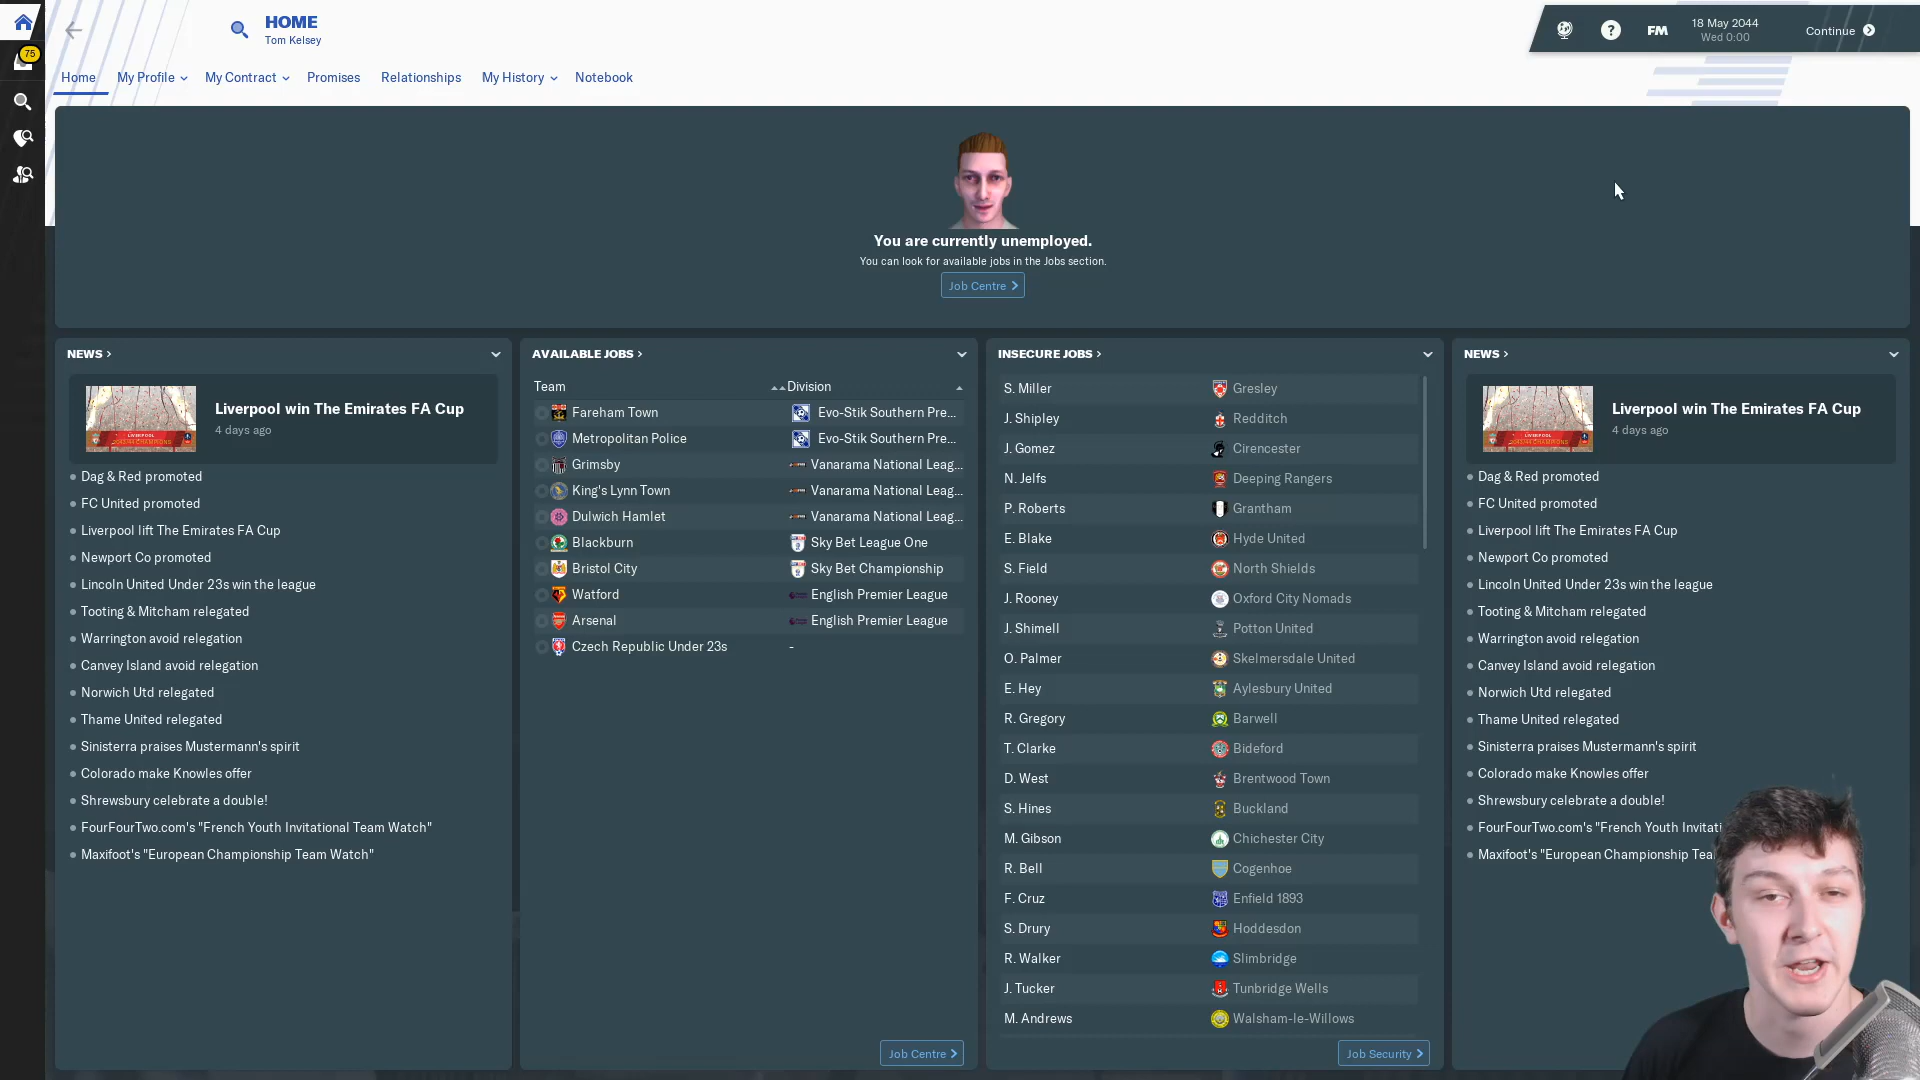 75
HOME
Tom Kelsey
FM
18 May 2044
Wed 0:00
Continue
Home
My Profile
My Contract
Promises
Relationships
My History
Notebook
You are currently unemployed.
You can look for available jobs in the Jobs section.
Job Centre
NEWS
Liverpool win The Emirates FA Cup
4 days ago
Dag & Red promoted
FC United promoted
Liverpool lift The Emirates FA Cup
Newport Co promoted
Lincoln United Under 23s win the league
Tooting & Mitcham relegated
Warrington avoid relegation
Canvey Island avoid relegation
Norwich Utd relegated
Thame United relegated
Sinisterra praises Mustermann's spirit
Colorado make Knowles offer
Shrewsbury celebrate a double!
FourFourTwo.com's "French Youth Invitational Team Watch"
Maxifoot's "European Championship Team Watch"
AVAILABLE JOBS
Team Division
Fareham Town Evo-Stik Southern Pre...
Metropolitan Police Evo-Stik Southern Pre...
Grimsby Vanarama National Leag...
King's Lynn Town Vanarama National Leag...
Dulwich Hamlet Vanarama National Leag...
Blackburn Sky Bet League One
Bristol City Sky Bet Championship
Watford English Premier League
Arsenal English Premier League
Czech Republic Under 23s -
Job Centre
INSECURE JOBS
S. Miller Gresley
J. Shipley Redditch
J. Gomez Cirencester
N. Jelfs Deeping Rangers
P. Roberts Grantham
E. Blake Hyde United
S. Field North Shields
J. Rooney Oxford City Nomads
J. Shimell Potton United
O. Palmer Skelmersdale United
E. Hey Aylesbury United
R. Gregory Barwell
T. Clarke Bideford
D. West Brentwood Town
S. Hines Buckland
M. Gibson Chichester City
R. Bell Cogenhoe
F. Cruz Enfield 1893
S. Drury Hoddesdon
R. Walker Slimbridge
J. Tucker Tunbridge Wells
M. Andrews Walsham-le-Willows
Job Security
NEWS
Liverpool win The Emirates FA Cup
4 days ago
Dag & Red promoted
FC United promoted
Liverpool lift The Emirates FA Cup
Newport Co promoted
Lincoln United Under 23s win the league
Tooting & Mitcham relegated
Warrington avoid relegation
Canvey Island avoid relegation
Norwich Utd relegated
Thame United relegated
Sinisterra praises Mustermann's spirit
Colorado make Knowles offer
Shrewsbury celebrate a double!
FourFourTwo.com's "French Youth Invitati
Maxifoot's "European Championship Tea